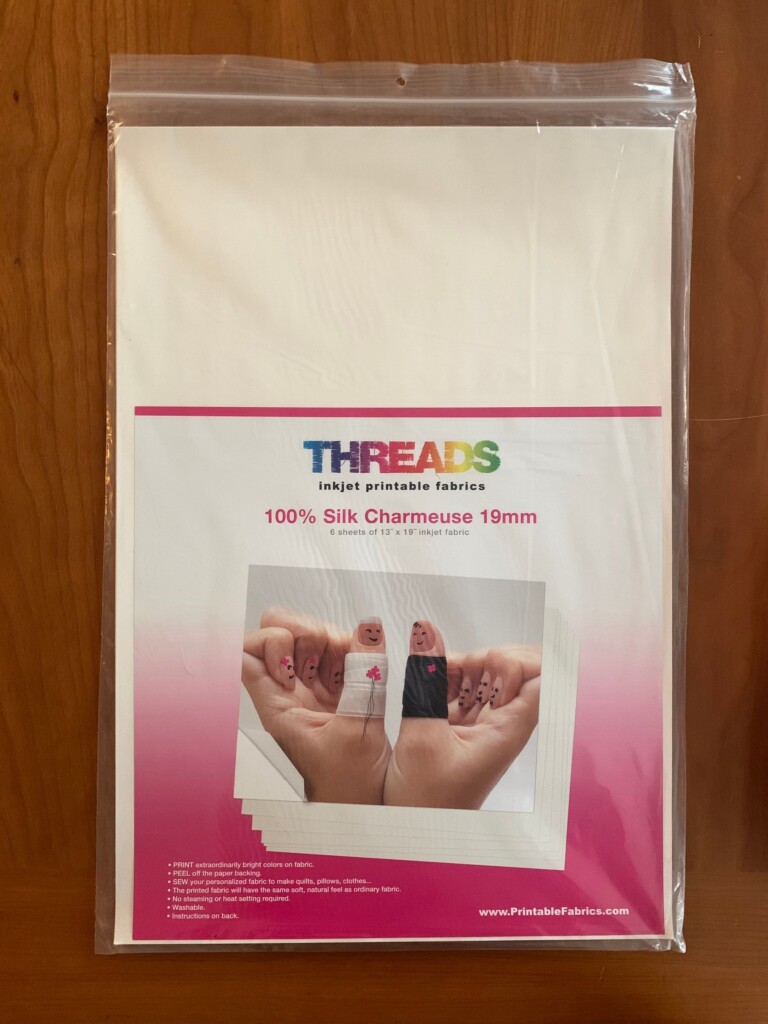 THREADS
inkjet printable fabrics
100% Silk Charmeuse 19mm
6 sheets of 13" x 19" inkjet fabric
• PRINT extraordinarily bright colors on fabric.
• PEEL off the paper backing.
• SEW your personalized fabric to make quilts, pillows, clothes...
• The printed fabric will have the same soft, natural feel as ordinary fabric.
• No steaming or heat setting required.
• Washable.
• Instructions on back.
www.PrintableFabrics.com